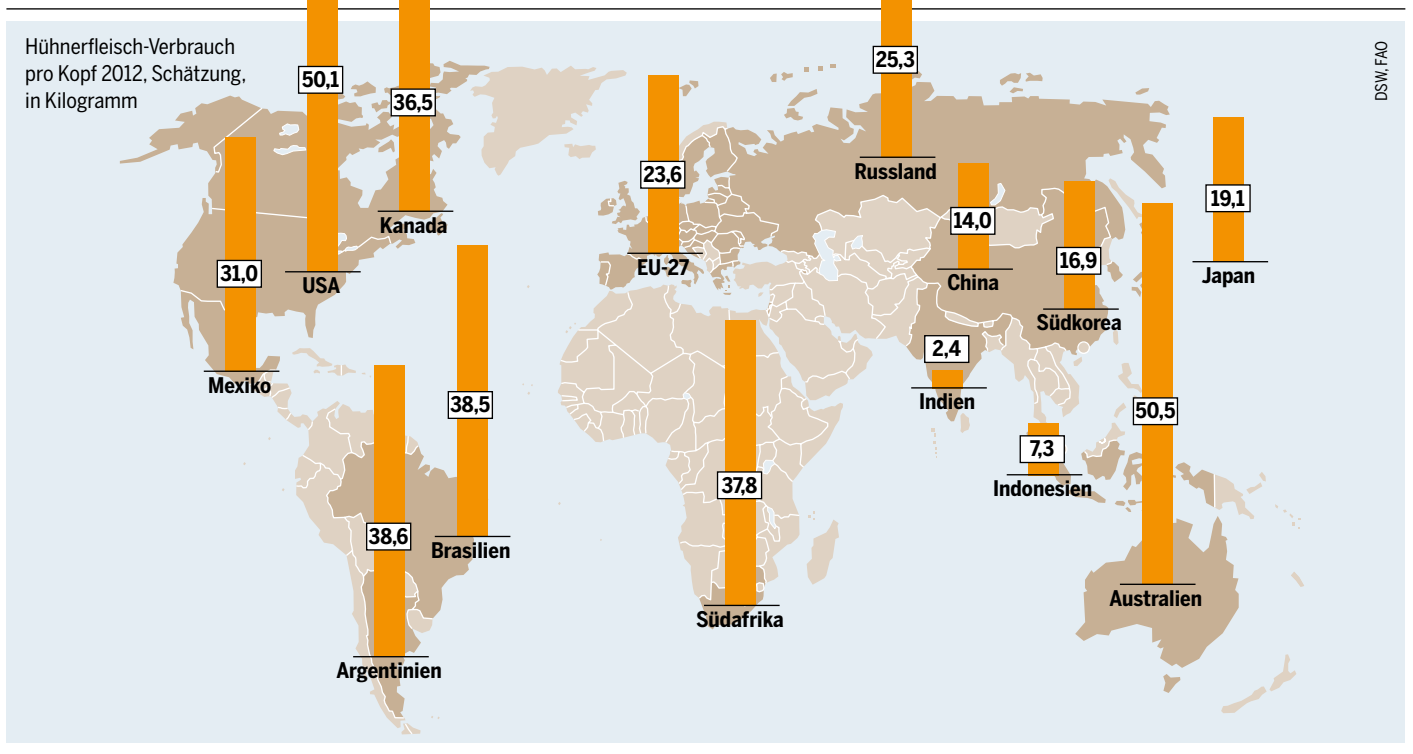 Hühnerfleisch-Verbrauch
pro Kopf 2012, Schätzung,
in Kilogramm
DSW, FAO
50,1
USA
36,5
Kanada
31,0
Mexiko
38,5
Brasilien
38,6
Argentinien
23,6
EU-27
37,8
Südafrika
25,3
Russland
14,0
China
16,9
Südkorea
19,1
Japan
2,4
Indien
7,3
Indonesien
50,5
Australien